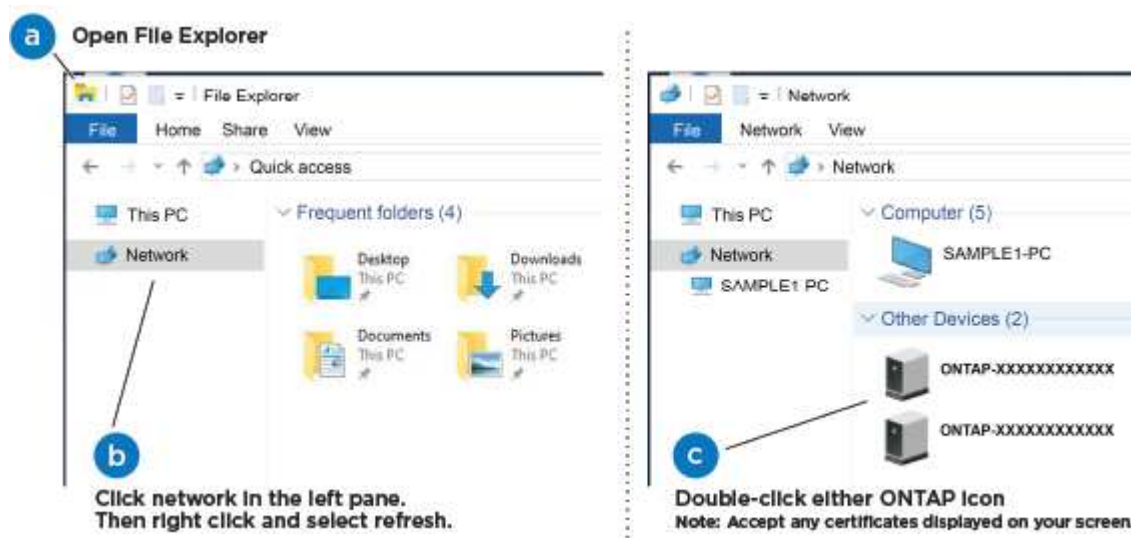 a
Open File Explorer
File Explorer
File Home Share View
Quick access
This PC
Network
Frequent folders (4)
Desktop
This PC
Downloads
This PC
Documents
This PC
Pictures
This PC
b
Click network in the left pane.
Then right click and select refresh.
Network
File Network View
Network
This PC
Network
SAMPLE1 PC
Computer (5)
SAMPLE1-PC
Other Devices (2)
ONTAP-XXXXXXXXXXXX
ONTAP-XXXXXXXXXXXX
c
Double-click either ONTAP icon
Note: Accept any certificates displayed on your screen